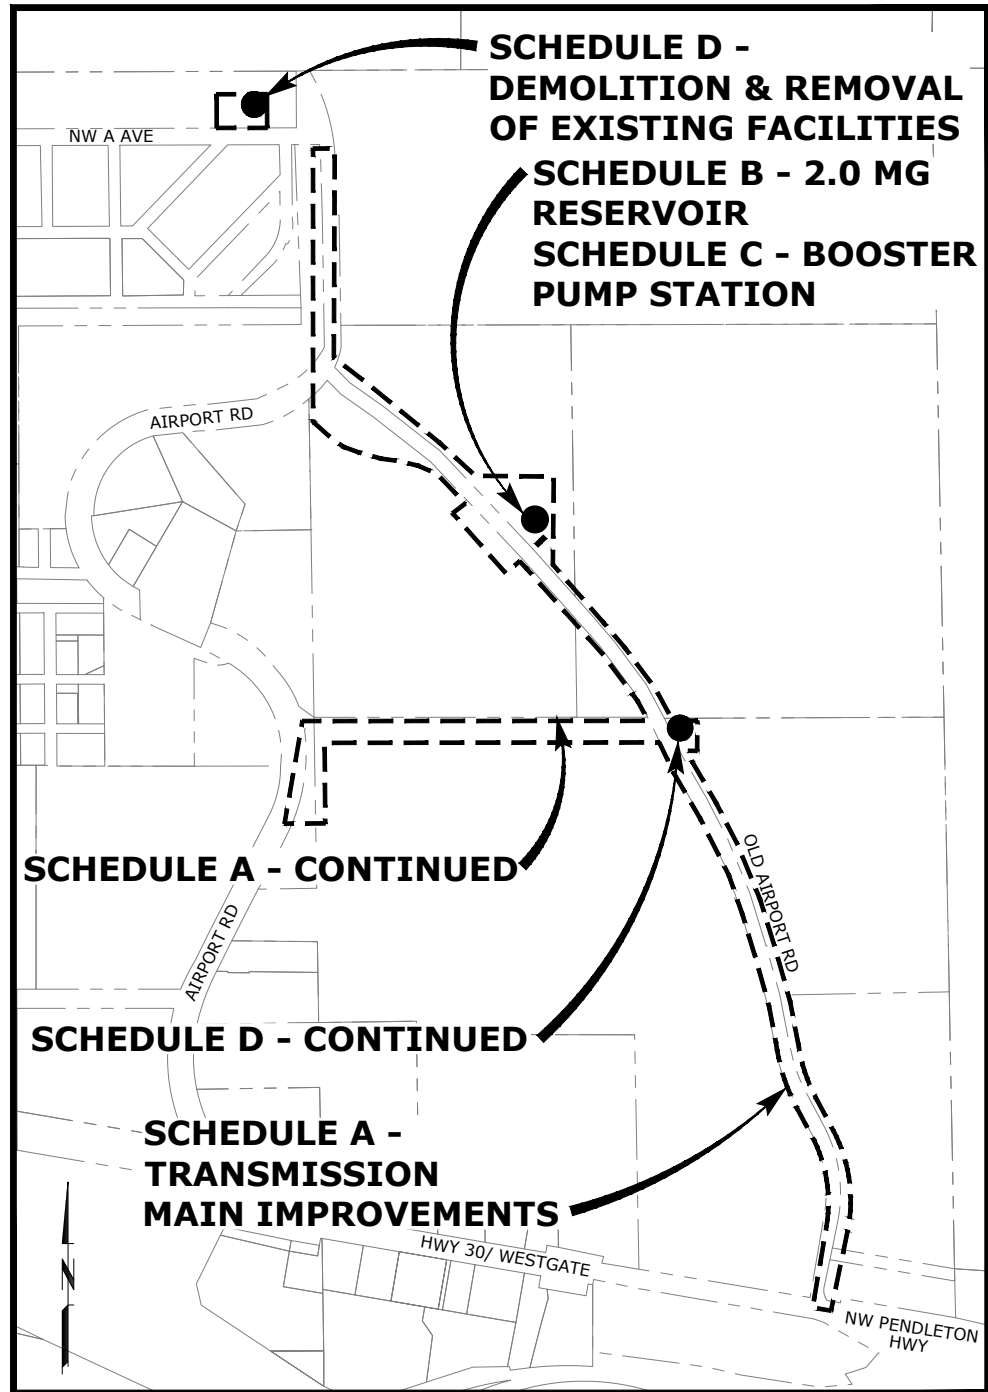 SCHEDULE D –
DEMOLITION & REMOVAL
OF EXISTING FACILITIES
NW A AVE
SCHEDULE B – 2.0 MG
RESERVOIR
SCHEDULE C – BOOSTER
PUMP STATION
AIRPORT RD
SCHEDULE A – CONTINUED
OLD AIRPORT RD
AIRPORT RD
SCHEDULE D – CONTINUED
SCHEDULE A –
TRANSMISSION
MAIN IMPROVEMENTS
HWY 30/ WESTGATE
N
NW PENDLETON
HWY